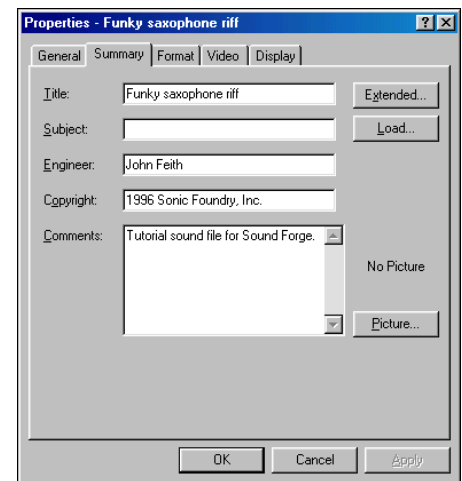 Properties - Funky saxophone riff
General Summary Format Video Display
Title: Funky saxophone riff Extended...
Subject: Load...
Engineer: John Feith
Copyright: 1996 Sonic Foundry, Inc.
Comments: Tutorial sound file for Sound Forge.
No Picture
Picture...
OK Cancel Apply